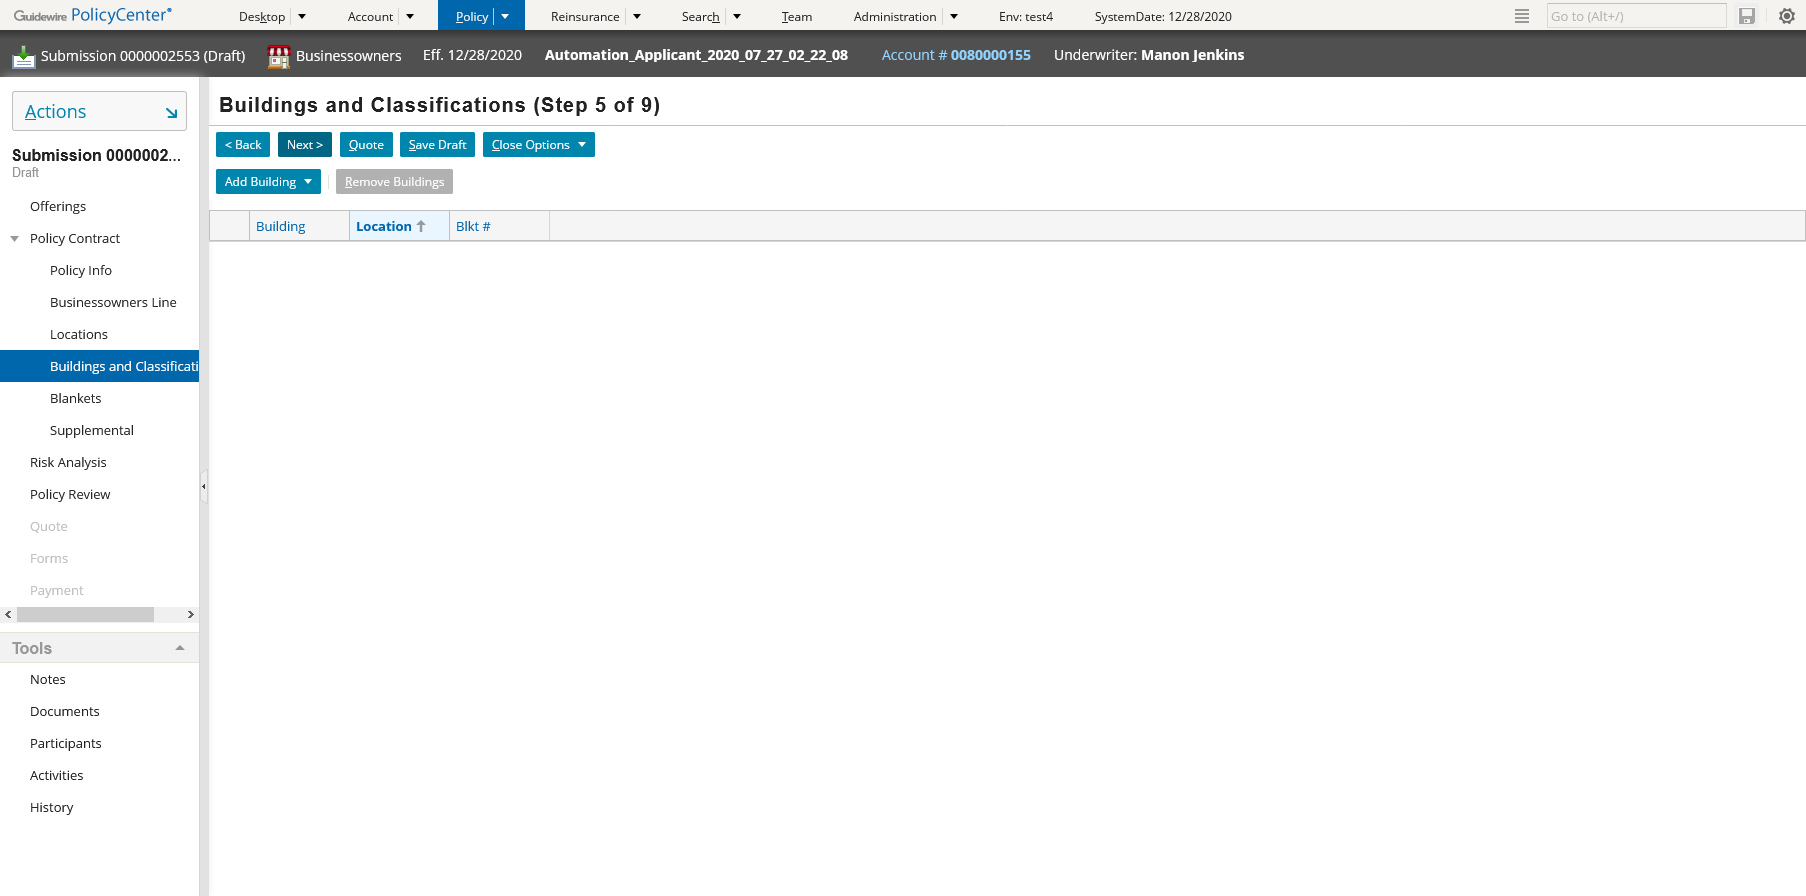 Guidewire PolicyCenter®
Desktop
Account
Policy
Reinsurance
Search
Team
Administration
Env: test4
SystemDate: 12/28/2020
Go to (Alt+/)
Submission 0000002553 (Draft)
Businessowners
Eff. 12/28/2020
Automation_Applicant_2020_07_27_02_22_08
Account # 0080000155
Underwriter: Manon Jenkins
Actions
Submission 0000002...
Draft
Offerings
Policy Contract
Policy Info
Businessowners Line
Locations
Buildings and Classificati
Blankets
Supplemental
Risk Analysis
Policy Review
Quote
Forms
Payment
Tools
Notes
Documents
Participants
Activities
History
Buildings and Classifications (Step 5 of 9)
< Back
Next >
Quote
Save Draft
Close Options
Add Building
Remove Buildings
Building
Location
Blkt #